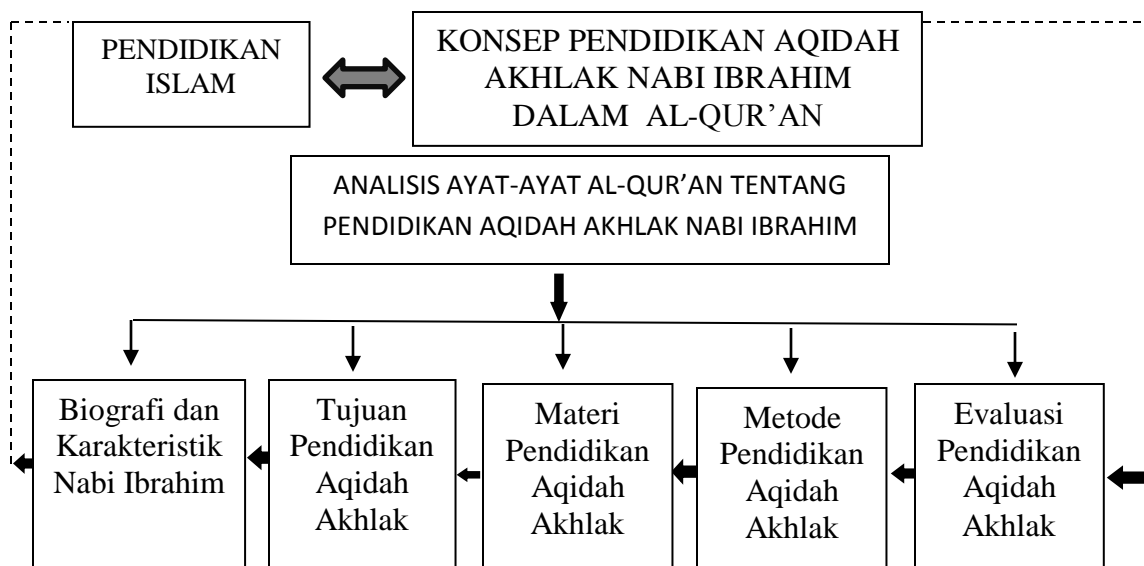 PENDIDIKAN
ISLAM
KONSEP PENDIDIKAN AQIDAH
AKHLAK NABI IBRAHIM
DALAM AL-QUR’AN
ANALISIS AYAT-AYAT AL-QUR’AN TENTANG
PENDIDIKAN AQIDAH AKHLAK NABI IBRAHIM
Biografi dan
Karakteristik
Nabi Ibrahim
Tujuan
Pendidikan
Aqidah
Akhlak
Materi
Pendidikan
Aqidah
Akhlak
Metode
Pendidikan
Aqidah
Akhlak
Evaluasi
Pendidikan
Aqidah
Akhlak